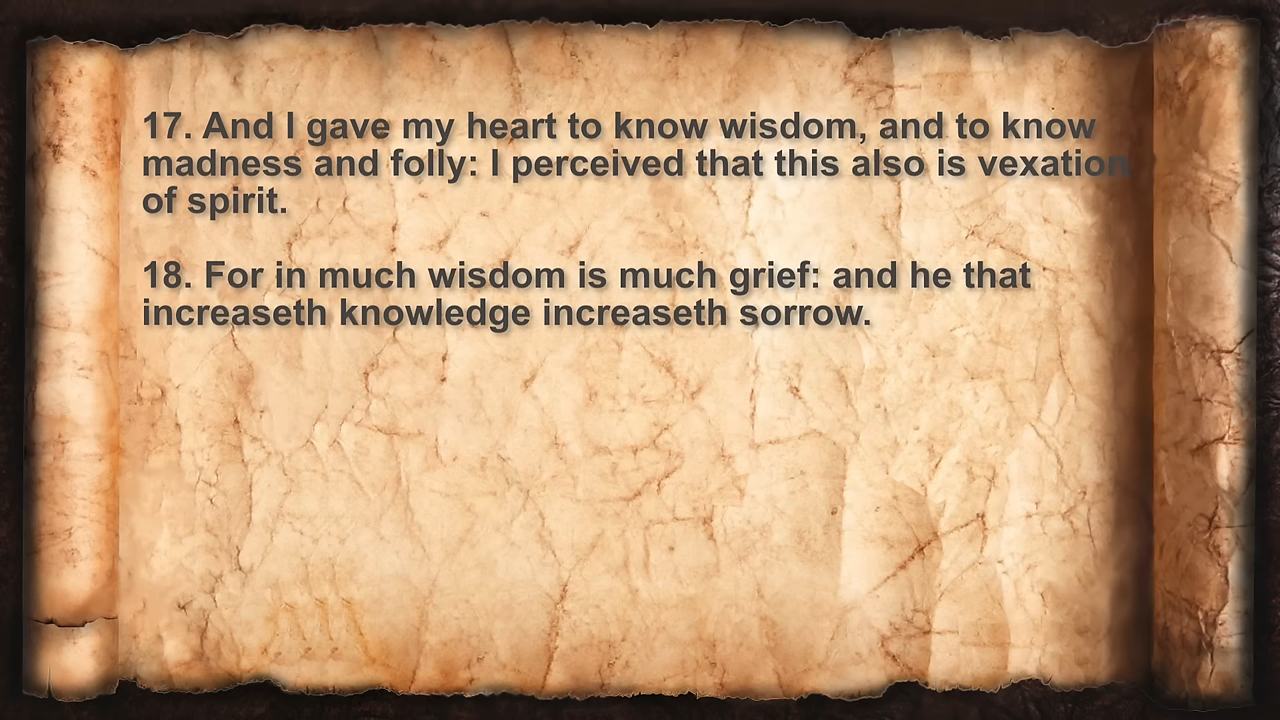 17. And I gave my heart to know wisdom, and to know
madness and folly: I perceived that this also is vexation
of spirit.
18. For in much wisdom is much grief: and he that
increaseth knowledge increaseth sorrow.